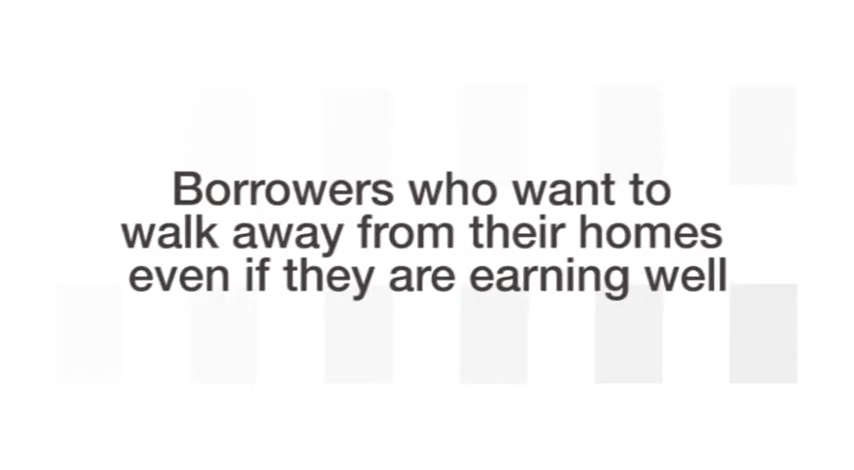 Borrowers who want to
walk away from their homes
even if they are earning well